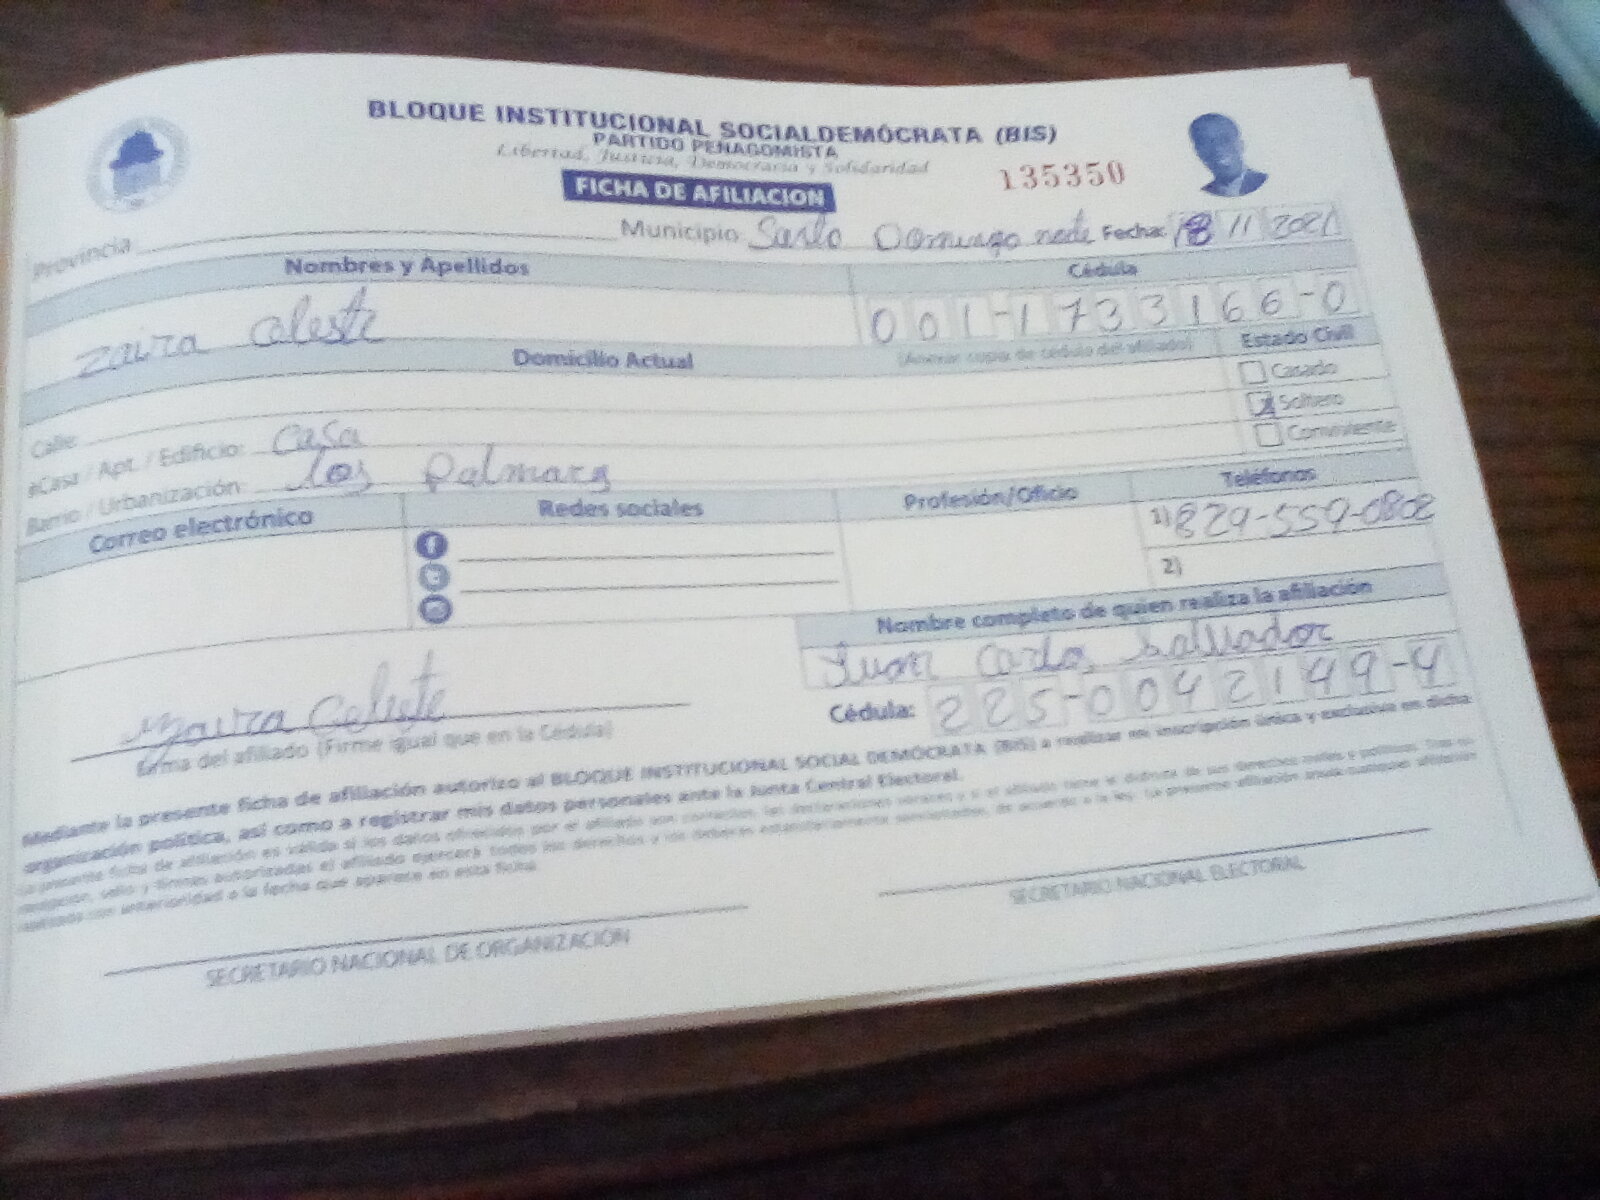 BLOQUE INSTITUCIONAL SOCIALDEMÓCRATA (BIS)
PARTIDO PEÑAGOMISTA
Libertad, Justicia, Democracia y Solidaridad
135350
FICHA DE AFILIACION
Provincia Municipio Santo Domingo Fecha: 18 11 2021
Nombres y Apellidos Cédula
Zaira Celeste 001-1733166-0
Domicilio Actual (Anexar copia de cédula del afiliado) Estado Civil
Casado
Calle: Soltero
#Casa / Apt. / Edificio: Casa Conviviente
Barrio / Urbanización: Los Palmares
Correo electrónico Redes sociales Profesión/Oficio Teléfonos
1) 829-559-0802
2)
Nombre completo de quien realiza la afiliación
Juan Carlos Salvador
Cédula: 225-0042149-4
Zaira Celeste
Firma del afiliado (Firme igual que en la Cédula)
Mediante la presente ficha de afiliación autorizo al BLOQUE INSTITUCIONAL SOCIAL DEMÓCRATA (BIS) a realizar mi inscripción única y exclusiva en dicha
organización política, así como a registrar mis datos personales ante la Junta Central Electoral.
SECRETARIO NACIONAL DE ORGANIZACIÓN
SECRETARIO NACIONAL ELECTORAL